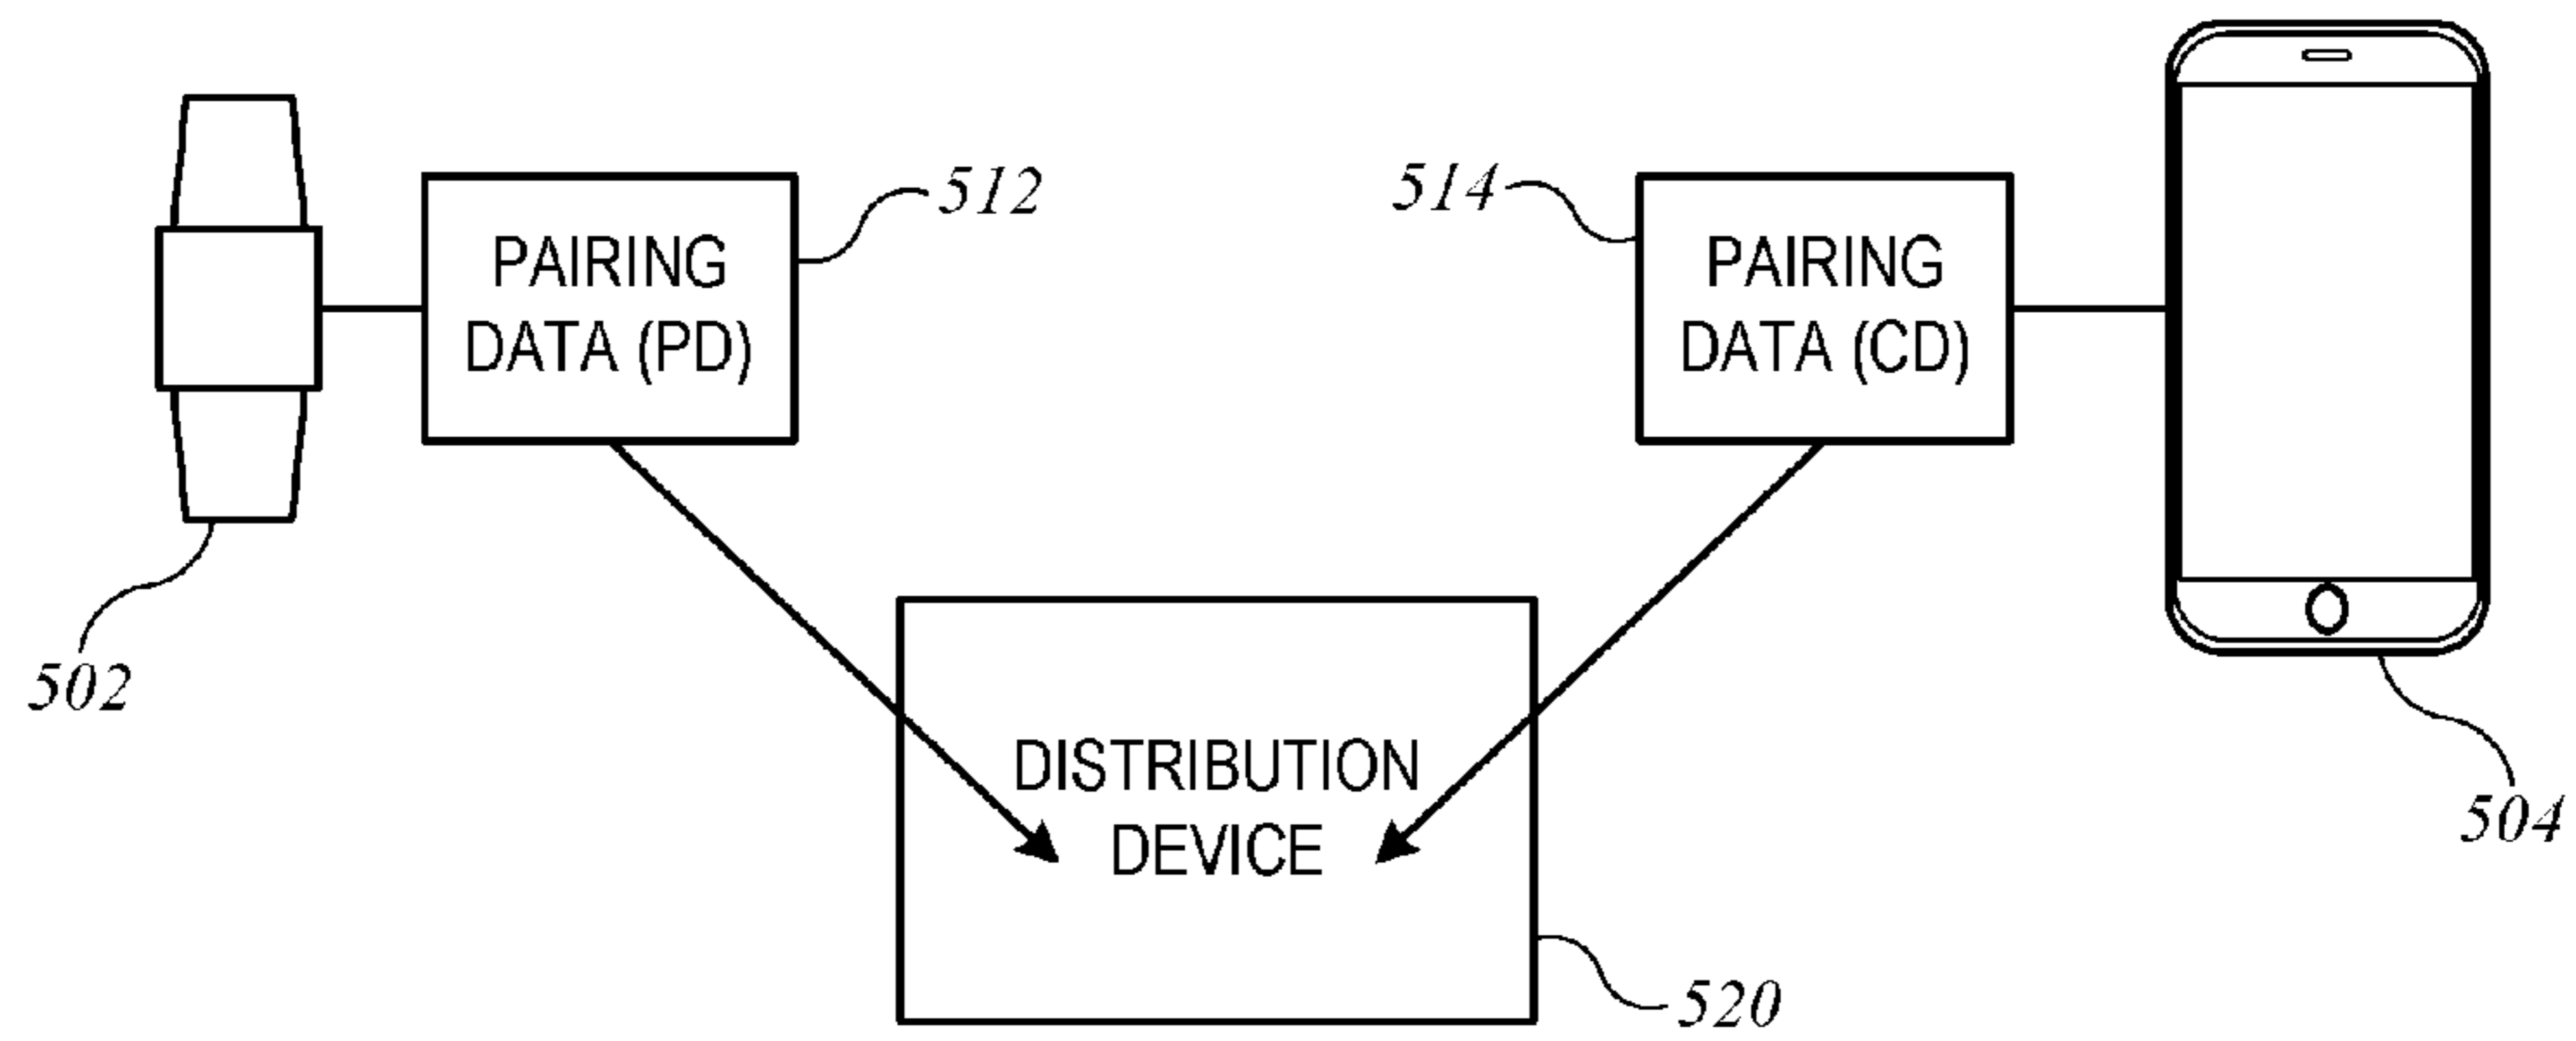 512
514
PAIRING
DATA (PD)
PAIRING
DATA (CD)
502
DISTRIBUTION
DEVICE
504
520